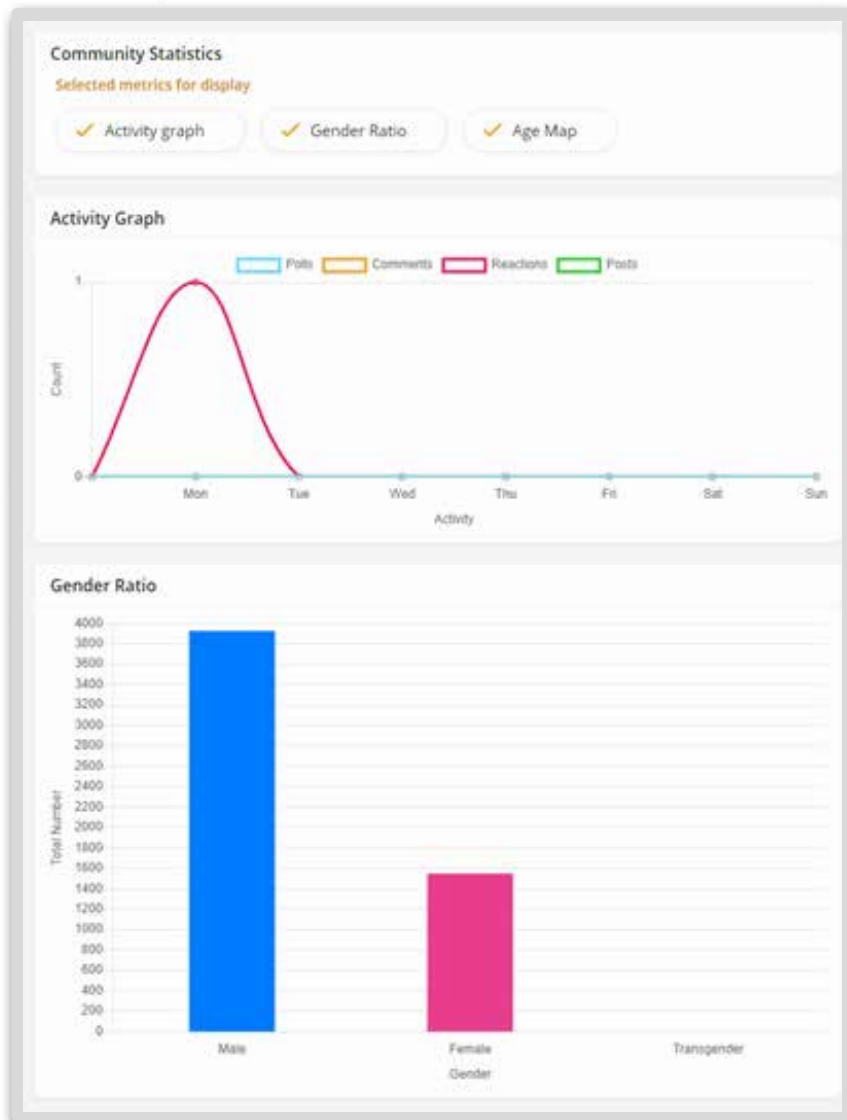 Community Statistics
Selected metrics for display
Activity graph Gender Ratio Age Map
Activity Graph
Polls Comments Reactions Posts
1
Count
0
Mon Tue Wed Thu Fri Sat Sun
Activity
Gender Ratio
4000
3800
3600
3400
3200
3000
2800
2600
2400
2200
2000
1800
1600
1400
1200
1000
800
600
400
200
0
Total Number
Male Female Transgender
Gender